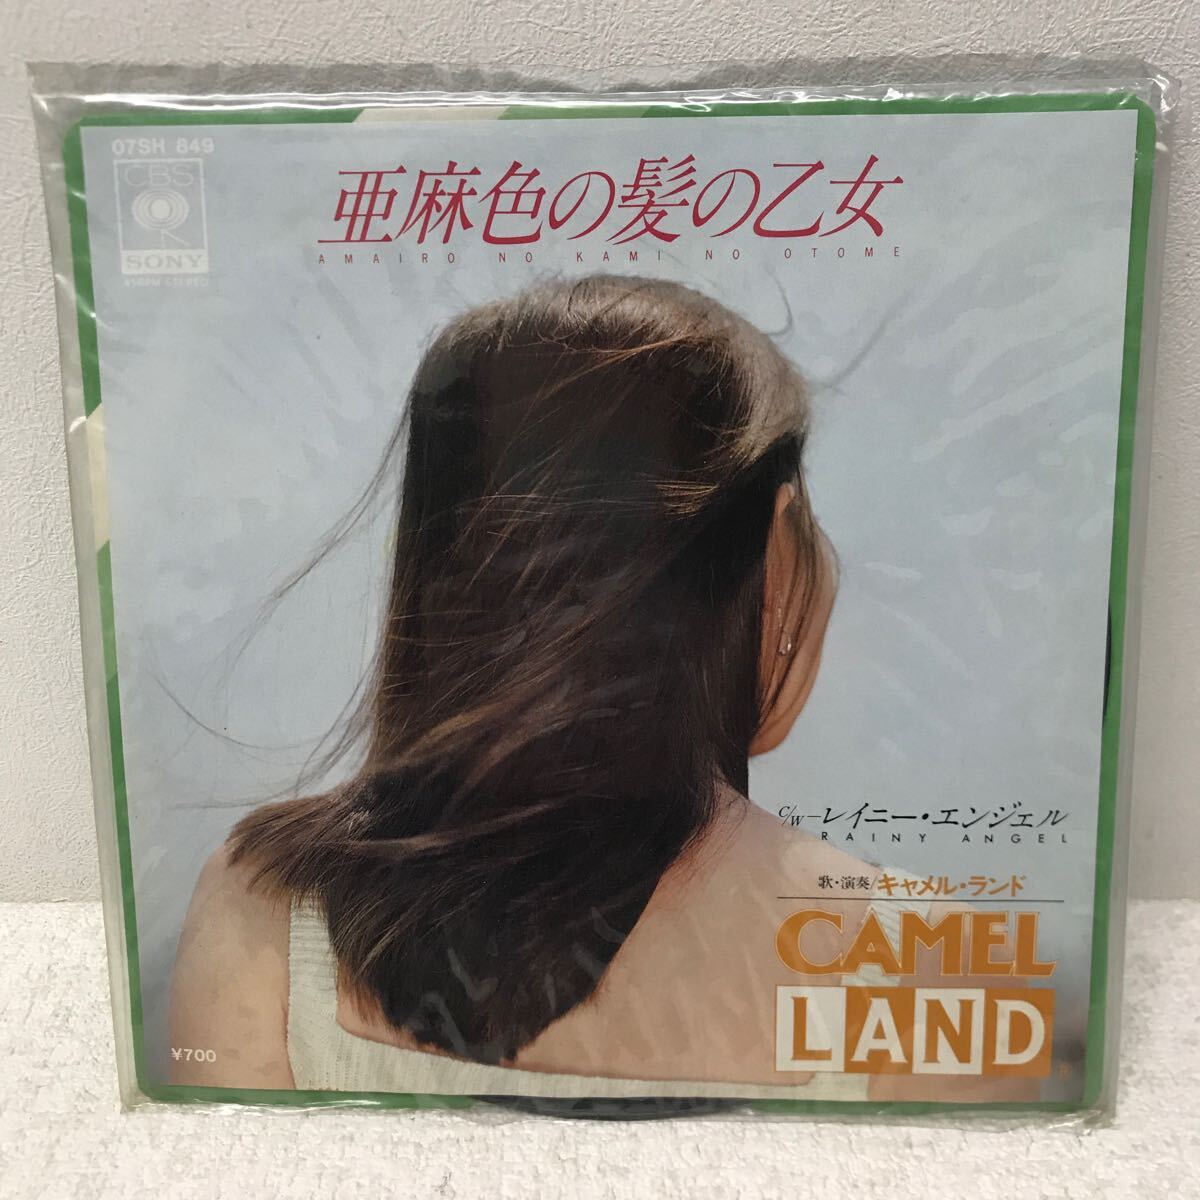 07SH 849
CBS
SONY
45RPM STEREO
亜麻色の髪の乙女
AMAIRO NO KAMI NO OTOME
c/w—レイニー・エンジェル
RAINY ANGEL
歌・演奏/キャメル・ランド
CAMEL
LAND
¥700